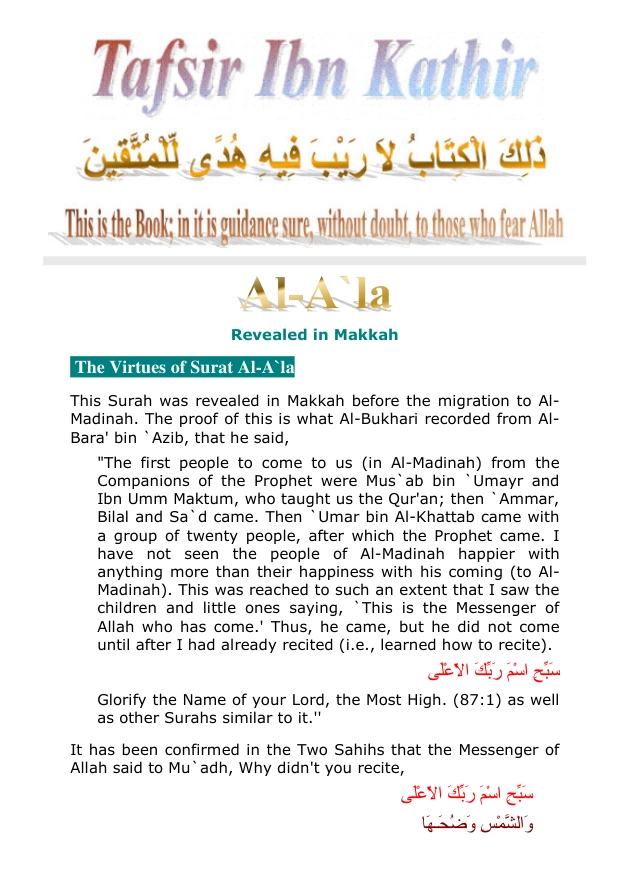 Tafsir Ibn Kathir
ذَلِكَ الْكِتَابُ لاَ رَيْبَ فِيهِ هُدًى لِّلْمُتَّقِينَ
This is the Book; in it is guidance sure, without doubt, to those who fear Allah
Al-A`la
Revealed in Makkah
The Virtues of Surat Al-A`la
This Surah was revealed in Makkah before the migration to Al-
Madinah. The proof of this is what Al-Bukhari recorded from Al-
Bara' bin `Azib, that he said,
"The first people to come to us (in Al-Madinah) from the
Companions of the Prophet were Mus`ab bin `Umayr and
Ibn Umm Maktum, who taught us the Qur'an; then `Ammar,
Bilal and Sa`d came. Then `Umar bin Al-Khattab came with
a group of twenty people, after which the Prophet came. I
have not seen the people of Al-Madinah happier with
anything more than their happiness with his coming (to Al-
Madinah). This was reached to such an extent that I saw the
children and little ones saying, `This is the Messenger of
Allah who has come.' Thus, he came, but he did not come
until after I had already recited (i.e., learned how to recite).
سَبِّحِ اسْمَ رَبِّكَ الاٌّعْلَى
Glorify the Name of your Lord, the Most High. (87:1) as well
as other Surahs similar to it.''
It has been confirmed in the Two Sahihs that the Messenger of
Allah said to Mu`adh, Why didn't you recite,
سَبِّحِ اسْمَ رَبِّكَ الاٌّعْلَى
وَالشَّمْسِ وَضُحَـهَا